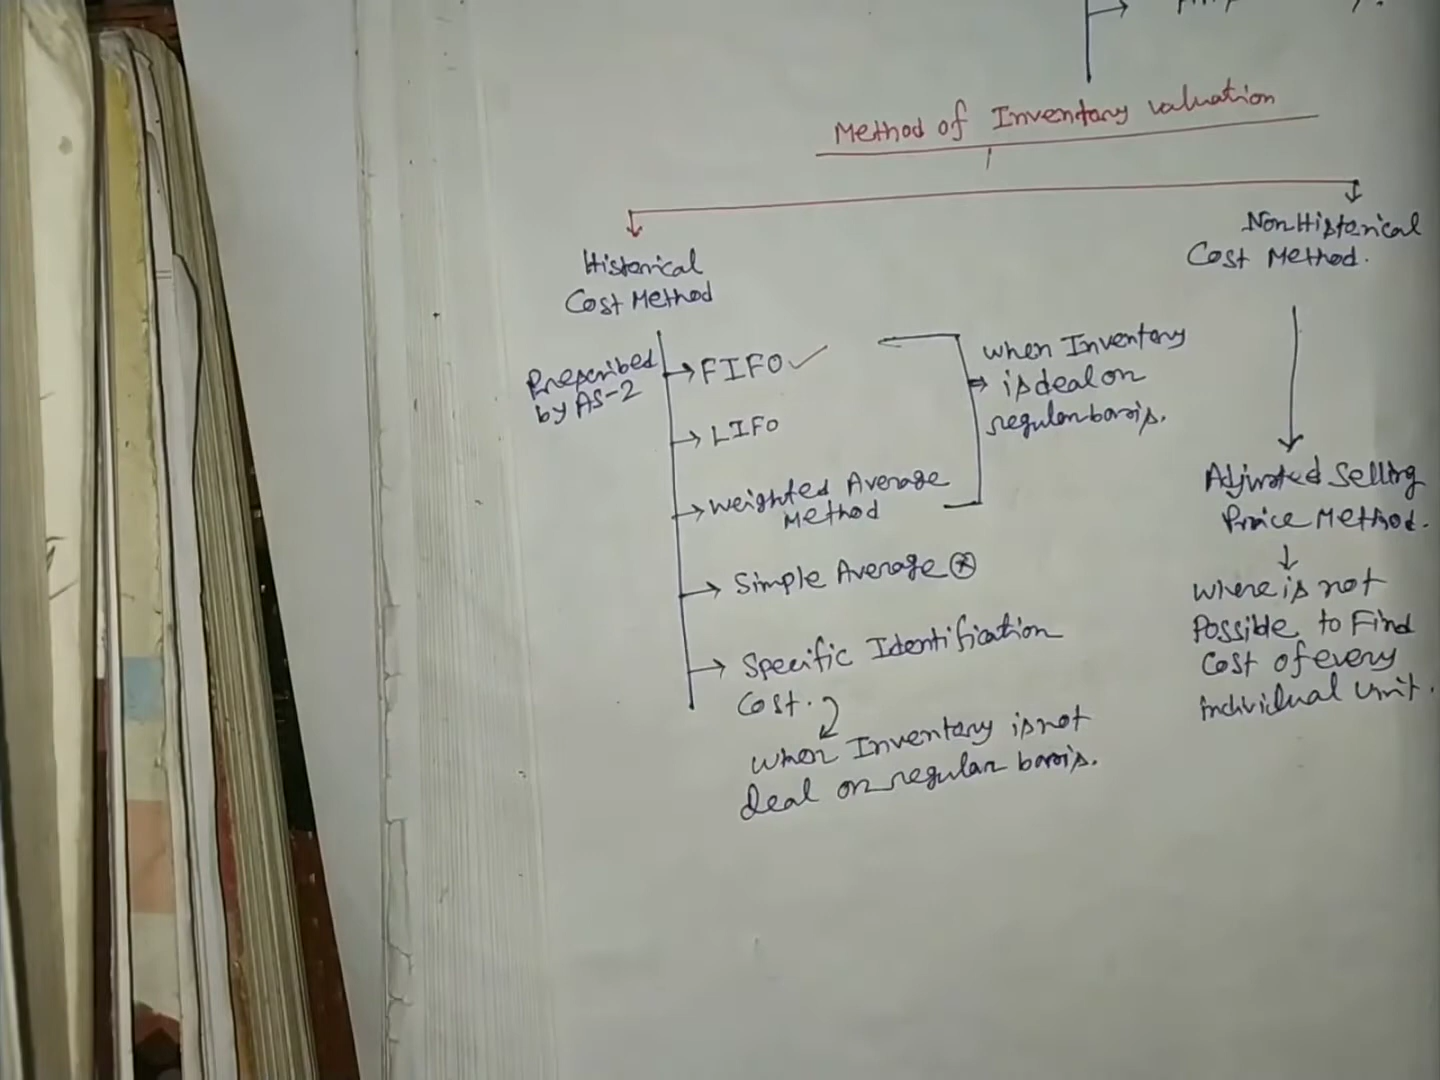 Method of Inventory valuation
Historical
Cost Method
Non Historical
Cost Method.
Prescribed
by AS-2
→ FIFO ✓
→ LIFO
→ Weighted Average
Method
when Inventory
is deal on
regular basis.
→ Simple Average ⊛
→ Specific Identification
Cost.
when Inventory is not
deal on regular basis.
Adjusted Selling
Price Method.
where is not
Possible to Find
Cost of every
individual unit.